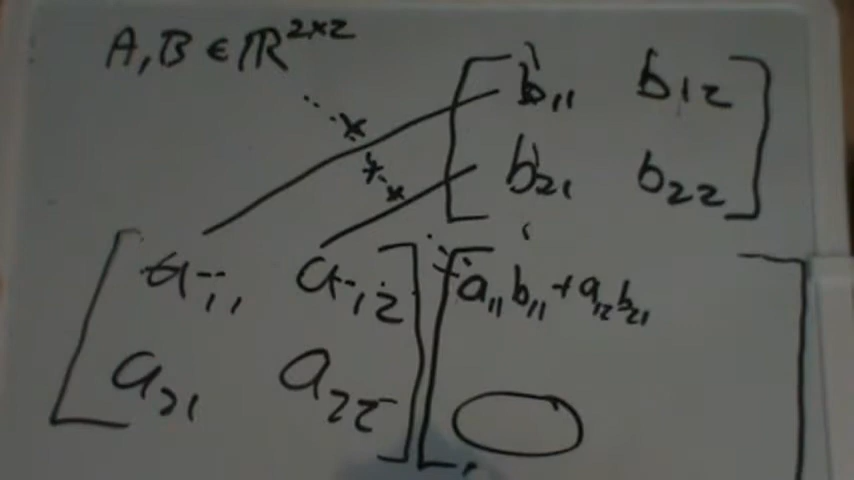 A, B ∈ ℝ^{2×2}
b₁₁ b₁₂
b₂₁ b₂₂
a₁₁ a₁₂
a₂₁ a₂₂
a₁₁b₁₁ + a₁₂b₂₁